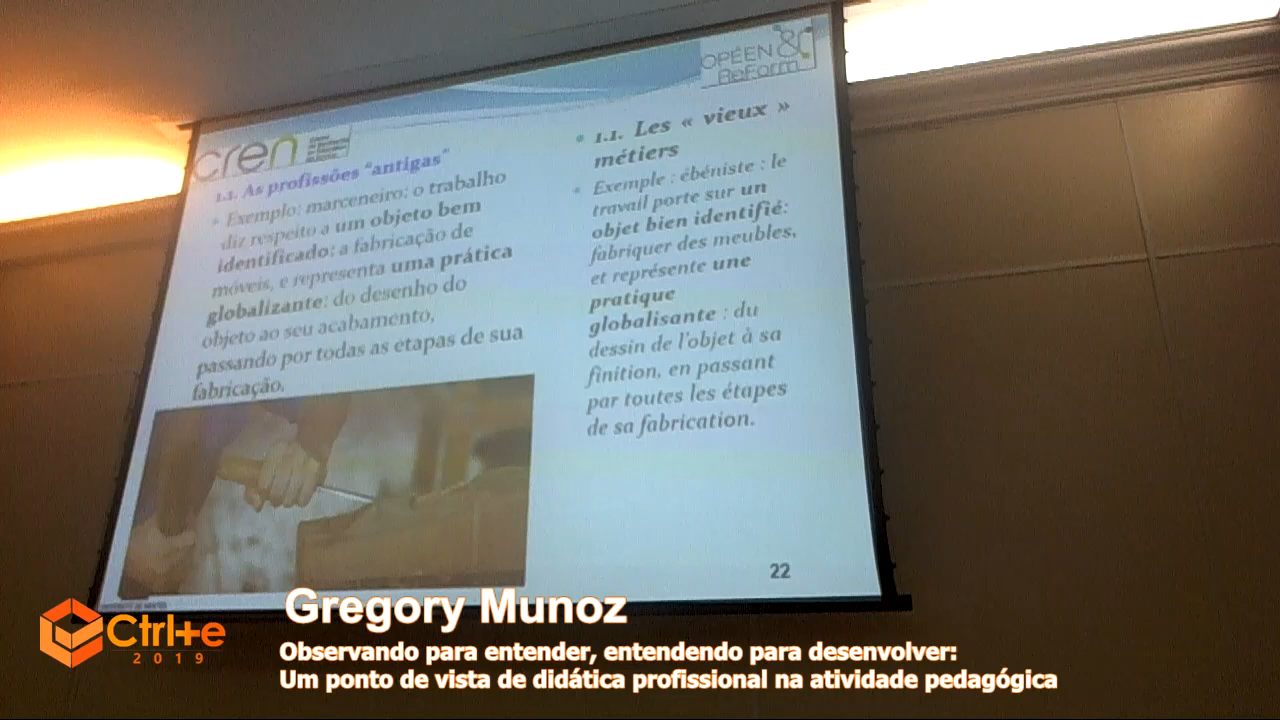 OPÉEN &
ReForm
cren
1.1. As profissões "antigas"
Exemplo: marceneiro: o trabalho
diz respeito a um objeto bem
identificado: a fabricação de
móveis, e representa uma prática
globalizante: do desenho do
objeto ao seu acabamento,
passando por todas as etapas de sua
fabricação.
1.1. Les « vieux »
métiers
Exemple : ébéniste : le
travail porte sur un
objet bien identifié:
fabriquer des meubles,
et représente une
pratique
globalisante : du
dessin de l'objet à sa
finition, en passant
par toutes les étapes
de sa fabrication.
22
Ctrl+e
2019
Gregory Munoz
Observando para entender, entendendo para desenvolver:
Um ponto de vista de didática profissional na atividade pedagógica